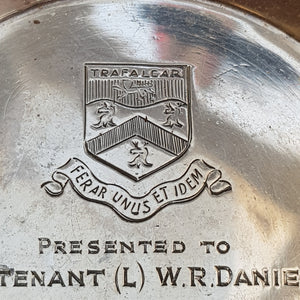 TRAFALGAR
FERAR UNUS ET IDEM
PRESENTED TO
TENANT (L) W.R.DANIE